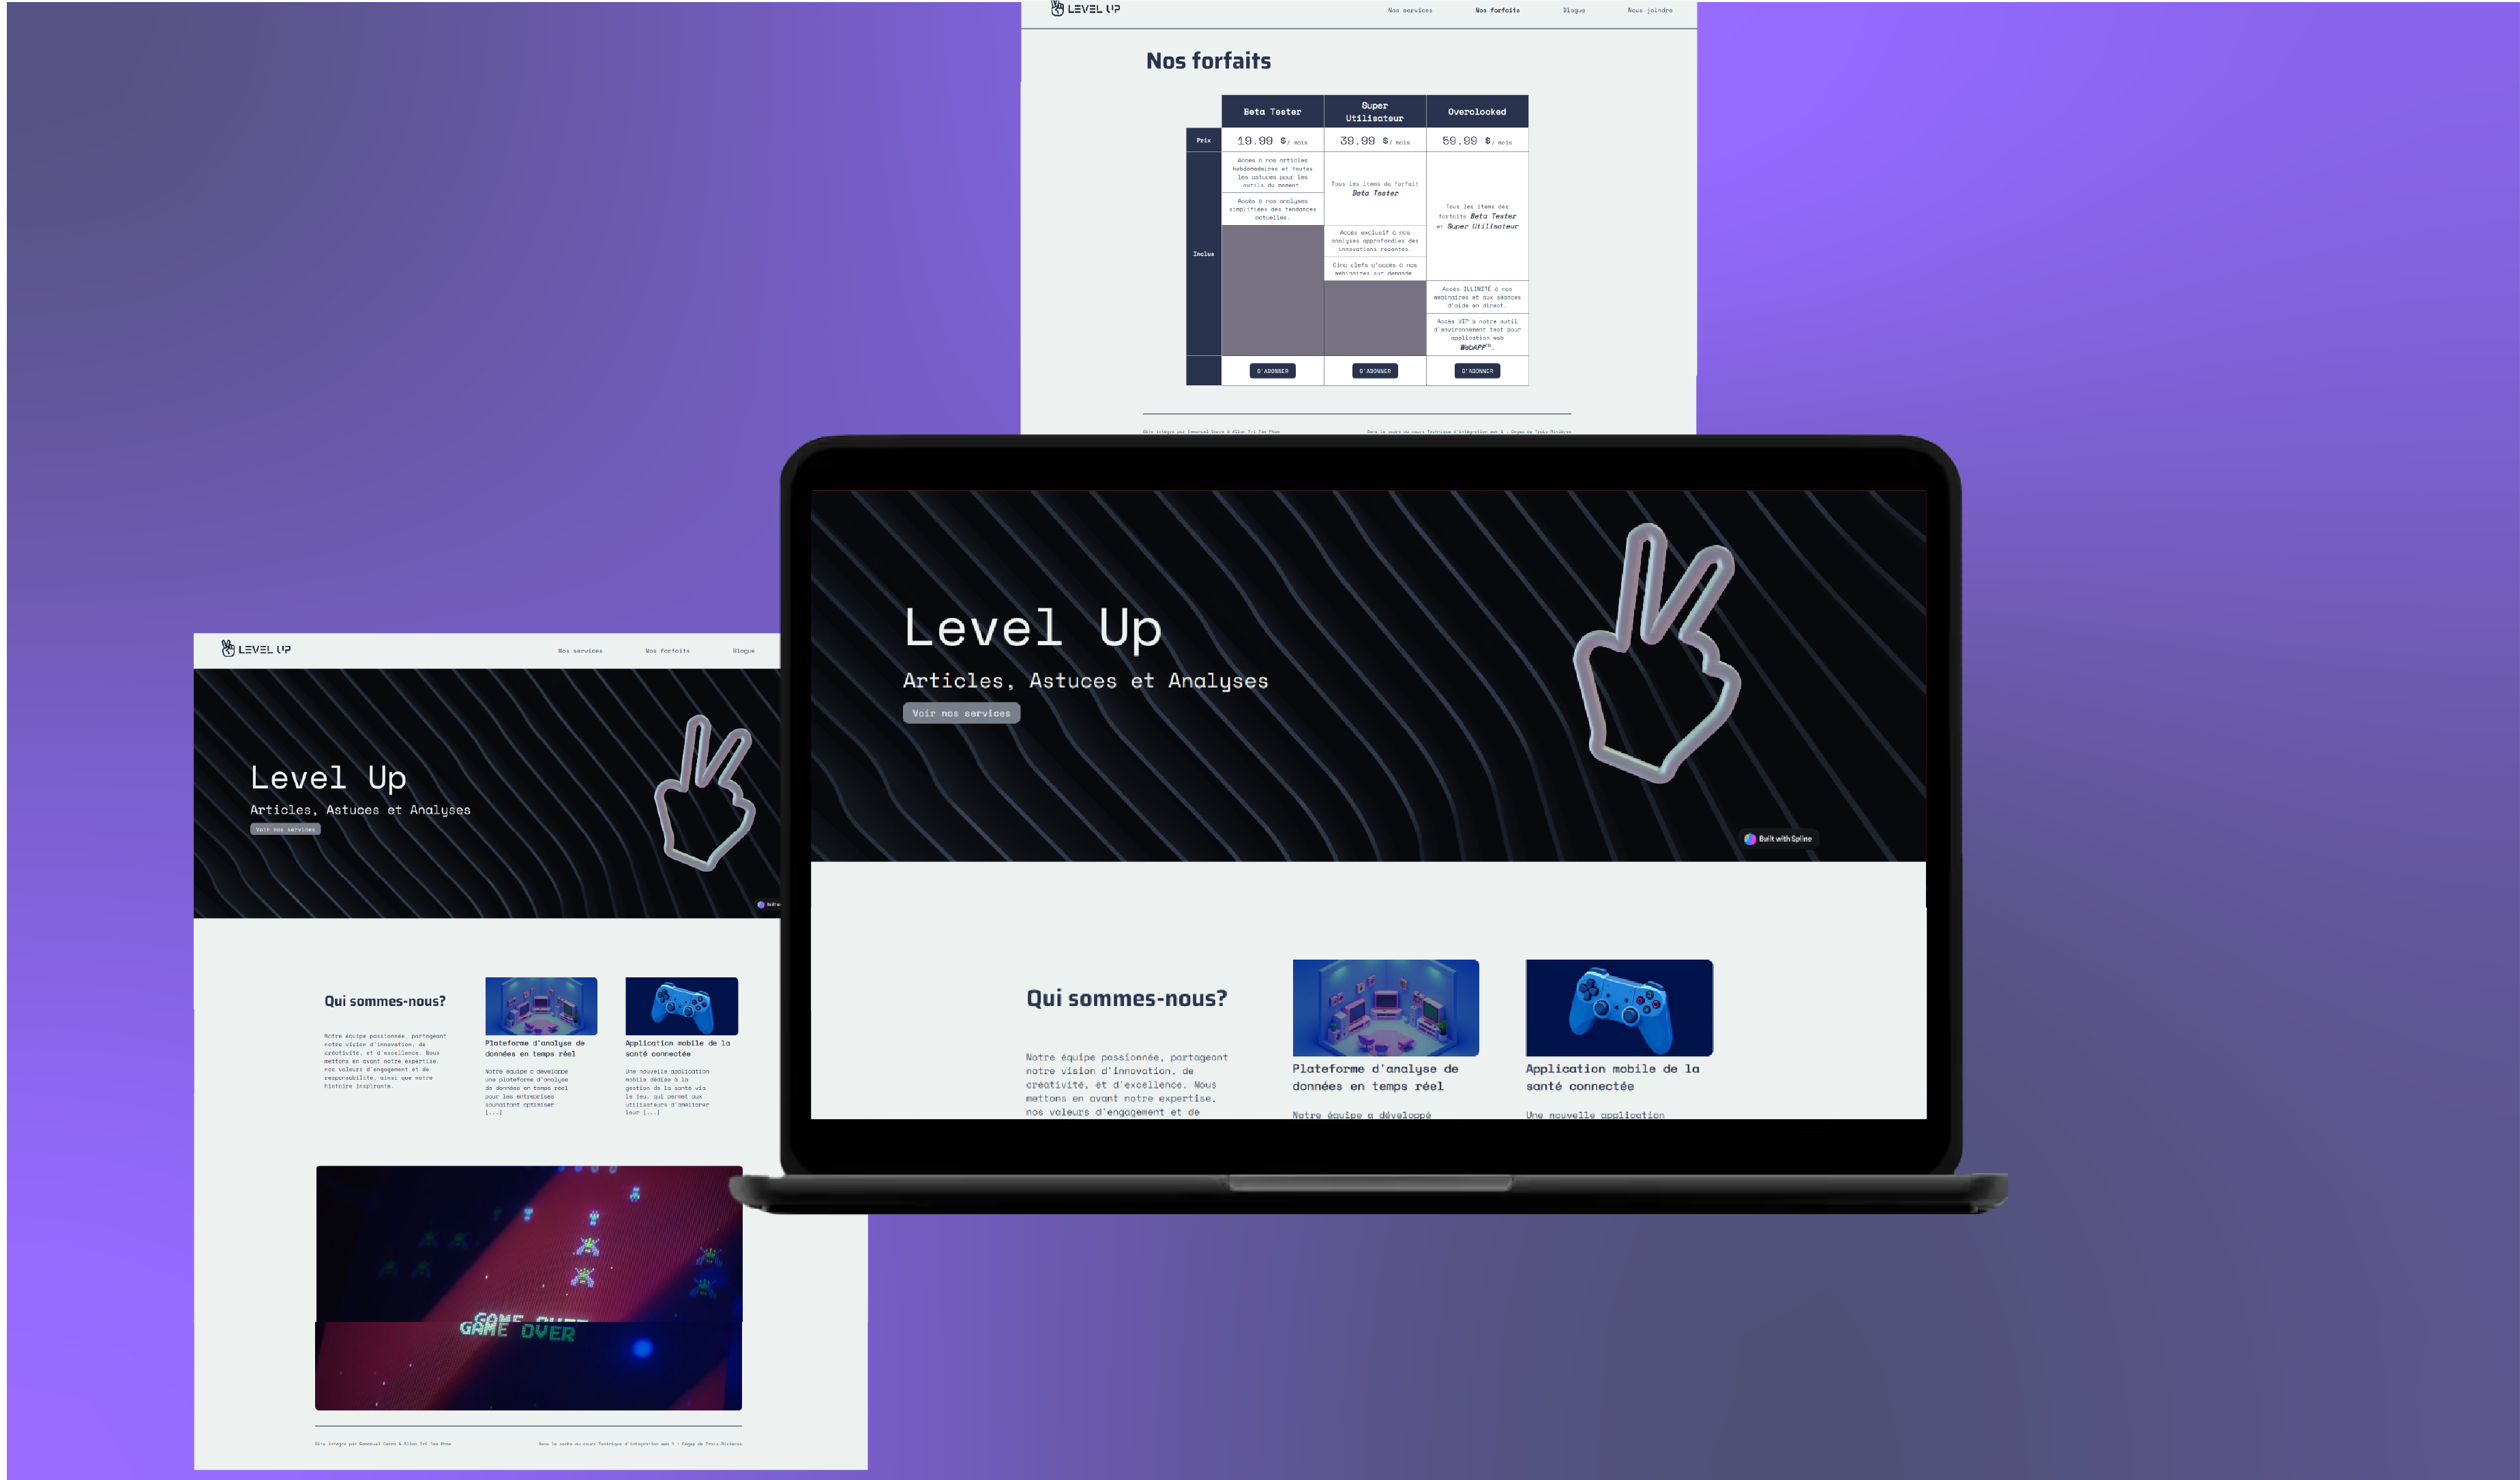 LEVEL UP
Nos services
Nos forfaits
Blogue
Nous joindre
Nos forfaits
Beta Tester
Super
Utilisateur
Overclocked
Prix
19.99 $/ mois
39.99 $/ mois
59.99 $/ mois
Inclus
Accès à nos articles
hebdomadaires et toutes
les astuces pour les
outils du moment.
Accès à nos analyses
simplifiées des tendances
actuelles.
Tous les items du forfait
Beta Tester
Accès exclusif à nos
analyses approfondies des
innovations récentes.
Cinq clefs d'accès à nos
webinaires sur demande
Tous les items des
forfaits Beta Tester
et Super Utilisateur
Accès ILLIMITÉ à nos
webinaires et aux séances
d'aide en direct.
Accès VIP à notre outil
d'environnement test pour
application web
WebAPP™.
S'ABONNER
S'ABONNER
S'ABONNER
Site intégré par Emmanuel & Allan Tri Tam Pham
Dans le cadre du cours Technique d'intégration web 1 : Cégep de Trois-Rivières
Level Up
Articles, Astuces et Analyses
Voir nos services
Built with Spline
Qui sommes-nous?
Notre équipe passionnée, partageant
notre vision d'innovation, de
créativité, et d'excellence. Nous
mettons en avant notre expertise,
nos valeurs d'engagement et de
Plateforme d'analyse de
données en temps réel
Notre équipe a développé
Application mobile de la
santé connectée
Une nouvelle application
LEVEL UP
Nos services
Nos forfaits
Blogue
Level Up
Articles, Astuces et Analyses
Voir nos services
Qui sommes-nous?
Notre équipe passionnée, partageant
notre vision d'innovation, de
créativité, et d'excellence. Nous
mettons en avant notre expertise,
nos valeurs d'engagement et de
responsabilité, ainsi que notre
histoire inspirante.
Plateforme d'analyse de
données en temps réel
Notre équipe a développé
une plateforme d'analyse
de données en temps réel
pour les entreprises
souhaitant optimiser
[...]
Application mobile de la
santé connectée
Une nouvelle application
mobile dédiée à la
gestion de la santé via
le jeu, qui permet aux
utilisateurs d'améliorer
leur [...]
GAME OVER
GAME OVER
Site intégré par Emmanuel & Allan Tri Tam Pham
Dans le cadre du cours Technique d'intégration web 1 : Cégep de Trois-Rivières